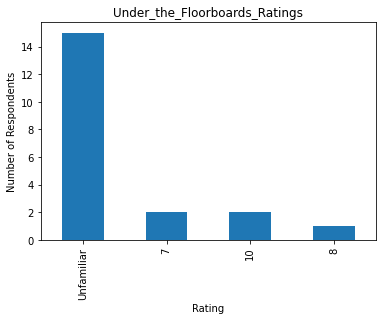 Under_the_Floorboards_Ratings
Number of Respondents
14
12
10
8
6
4
2
0
Unfamiliar
7
10
8
Rating